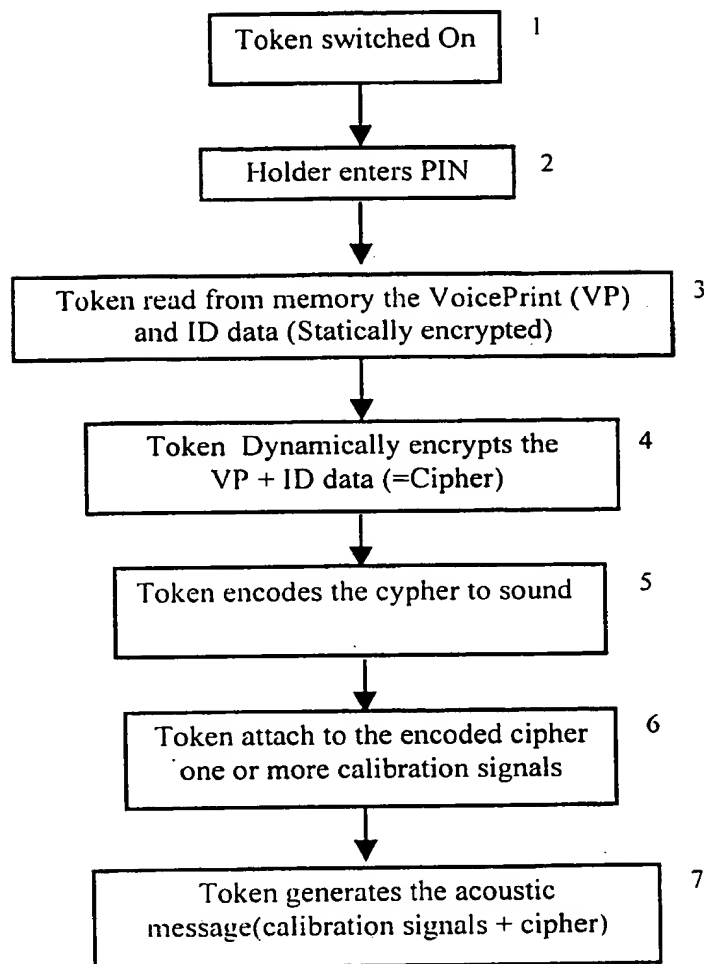 Token switched On
1
Holder enters PIN
2
Token read from memory the VoicePrint (VP)
and ID data (Statically encrypted)
3
Token Dynamically encrypts the
VP + ID data (=Cipher)
4
Token encodes the cypher to sound
5
Token attach to the encoded cipher
one or more calibration signals
6
Token generates the acoustic
message(calibration signals + cipher)
7